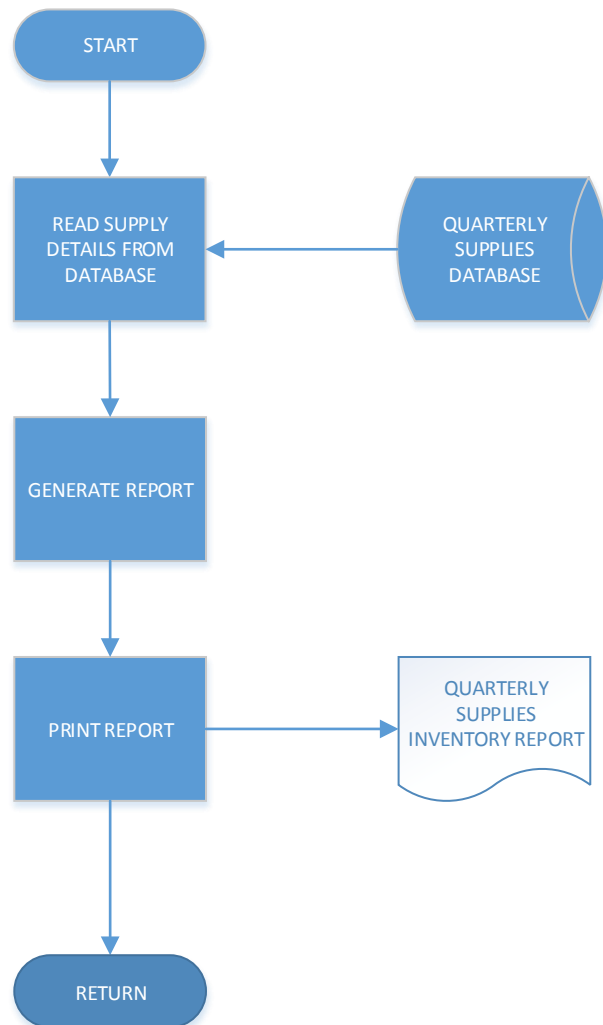 START
READ SUPPLY
DETAILS FROM
DATABASE
QUARTERLY
SUPPLIES
DATABASE
GENERATE REPORT
PRINT REPORT
QUARTERLY
SUPPLIES
INVENTORY REPORT
RETURN